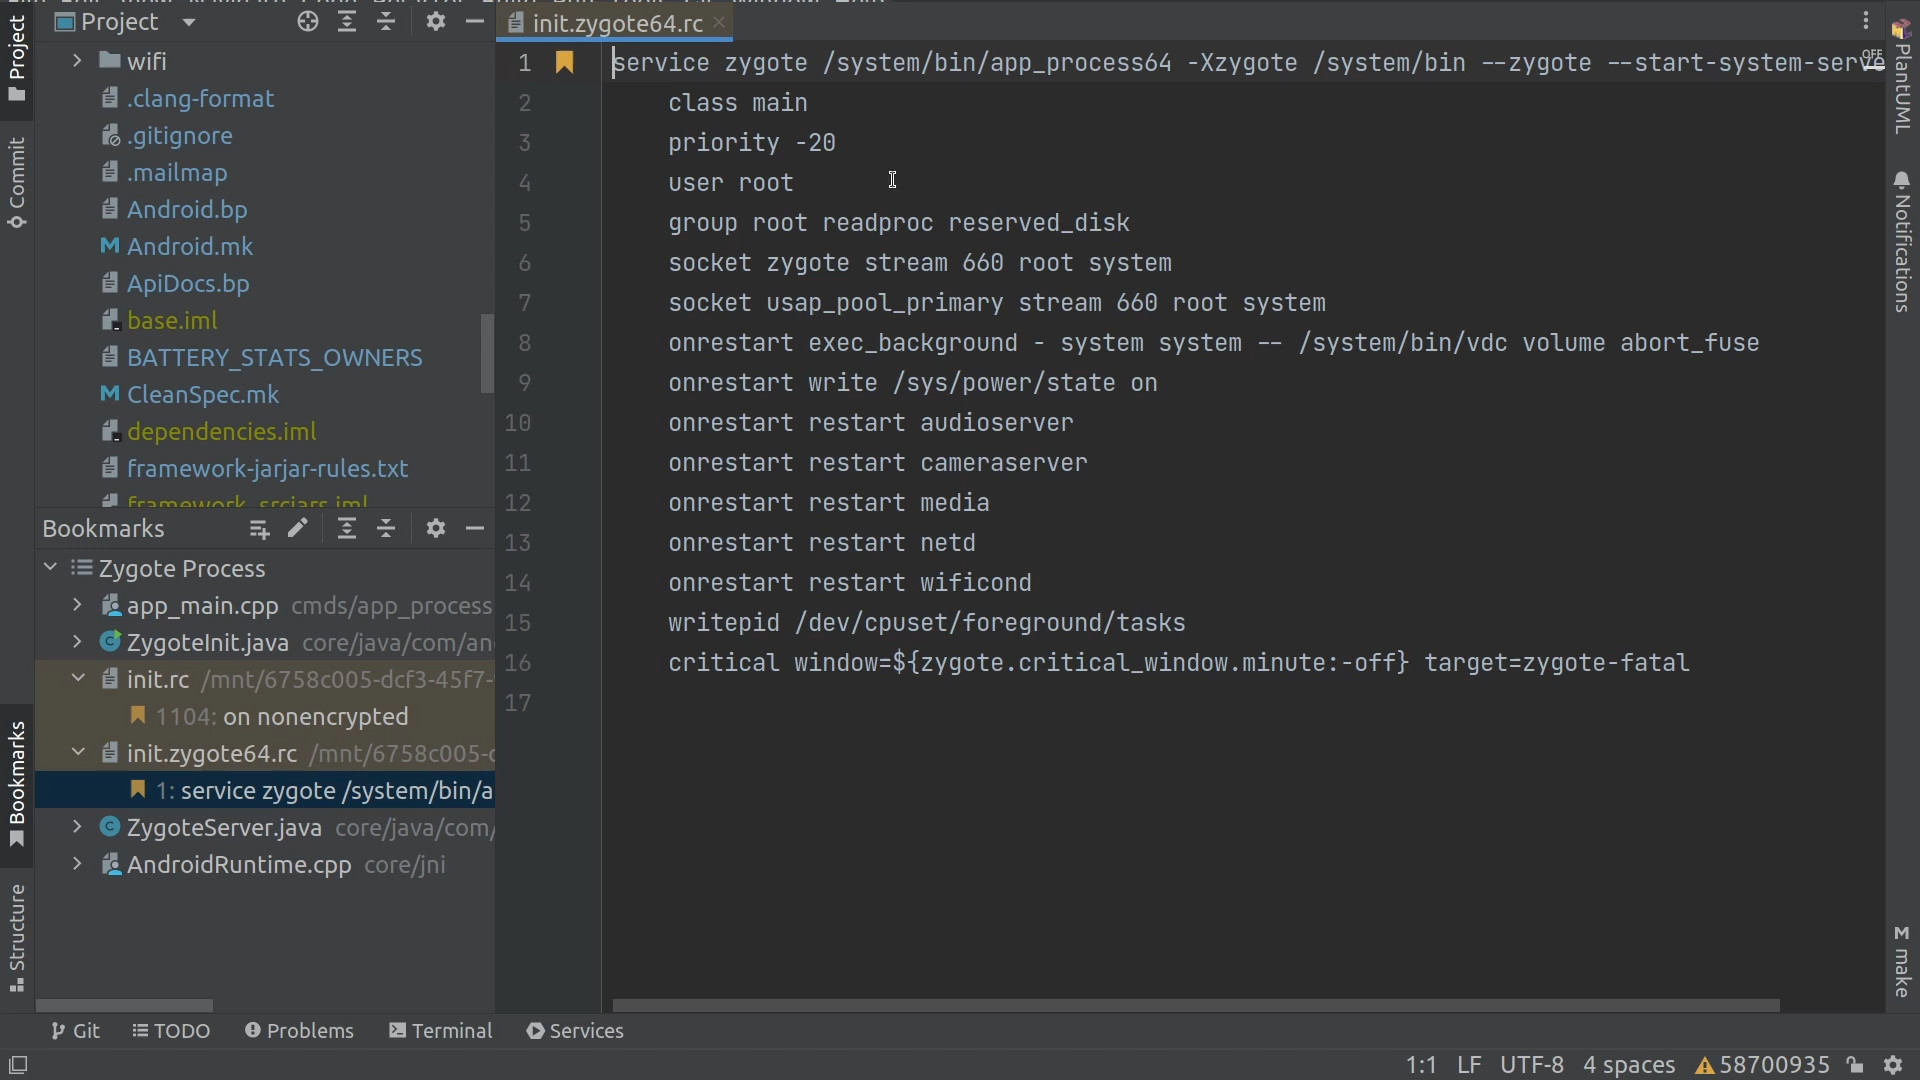 Project
init.zygote64.rc
wifi
.clang-format
.gitignore
.mailmap
Android.bp
Android.mk
ApiDocs.bp
base.iml
BATTERY_STATS_OWNERS
CleanSpec.mk
dependencies.iml
framework-jarjar-rules.txt
framework_srcjars.iml
Bookmarks
Zygote Process
app_main.cpp cmds/app_process
ZygoteInit.java core/java/com/an
init.rc /mnt/6758c005-dcf3-45f7-
1104: on nonencrypted
init.zygote64.rc /mnt/6758c005-
1: service zygote /system/bin/a
ZygoteServer.java core/java/com/
AndroidRuntime.cpp core/jni
1 service zygote /system/bin/app_process64 -Xzygote /system/bin --zygote --start-system-serve
2 class main
3 priority -20
4 user root
5 group root readproc reserved_disk
6 socket zygote stream 660 root system
7 socket usap_pool_primary stream 660 root system
8 onrestart exec_background - system system -- /system/bin/vdc volume abort_fuse
9 onrestart write /sys/power/state on
10 onrestart restart audioserver
11 onrestart restart cameraserver
12 onrestart restart media
13 onrestart restart netd
14 onrestart restart wificond
15 writepid /dev/cpuset/foreground/tasks
16 critical window=${zygote.critical_window.minute:-off} target=zygote-fatal
17
OFF
Project
Commit
Bookmarks
Structure
PlantUML
Notifications
M make
Git
TODO
Problems
Terminal
Services
1:1 LF UTF-8 4 spaces 58700935